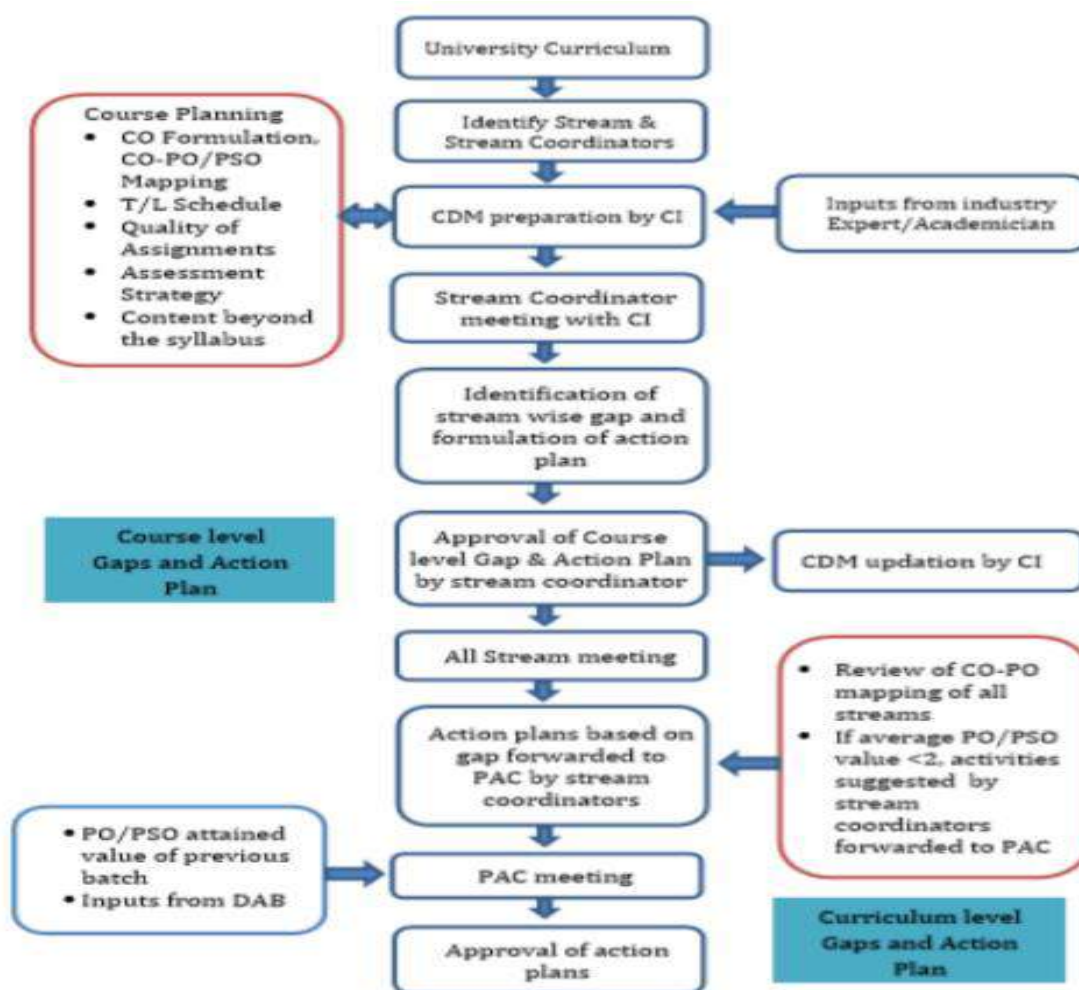 University Curriculum
Identify Stream &
Stream Coordinators
Course Planning
• CO Formulation,
CO-PO/PSO
Mapping
• T/L Schedule
• Quality of
Assignments
• Assessment
Strategy
• Content beyond
the syllabus
CDM preparation by CI
Inputs from industry
Expert/Academician
Stream Coordinator
meeting with CI
Identification of
stream wise gap and
formulation of action
plan
Course level
Gaps and Action
Plan
Approval of Course
level Gap & Action Plan
by stream coordinator
CDM updation by CI
All Stream meeting
• Review of CO-PO
mapping of all
streams
• If average PO/PSO
value <2, activities
suggested by
stream
coordinators
forwarded to PAC
Action plans based on
gap forwarded to
PAC by stream
coordinators
• PO/PSO attained
value of previous
batch
• Inputs from DAB
PAC meeting
Curriculum level
Gaps and Action
Plan
Approval of action
plans